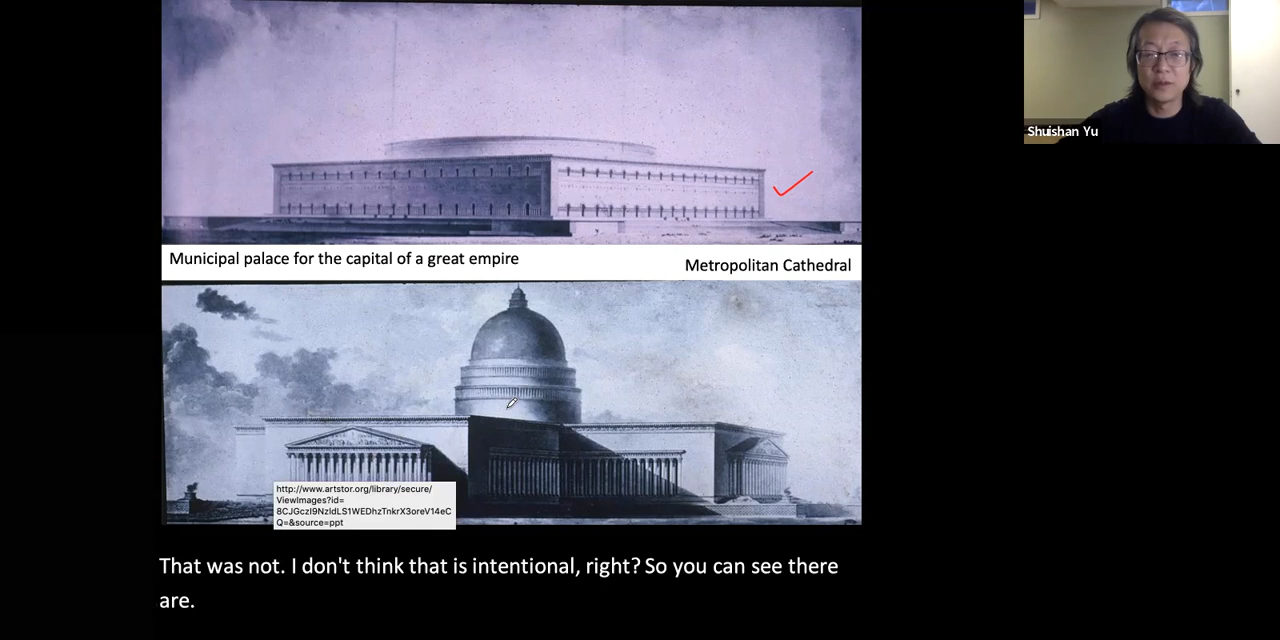 Shuishan Yu
Municipal palace for the capital of a great empire
Metropolitan Cathedral
http://www.artstor.org/library/secure/
ViewImages?id=
8CJGczI9NzldLS1WEDhzTnkrX3oreV14eC
Q=&source=ppt
That was not. I don't think that is intentional, right? So you can see there
are.